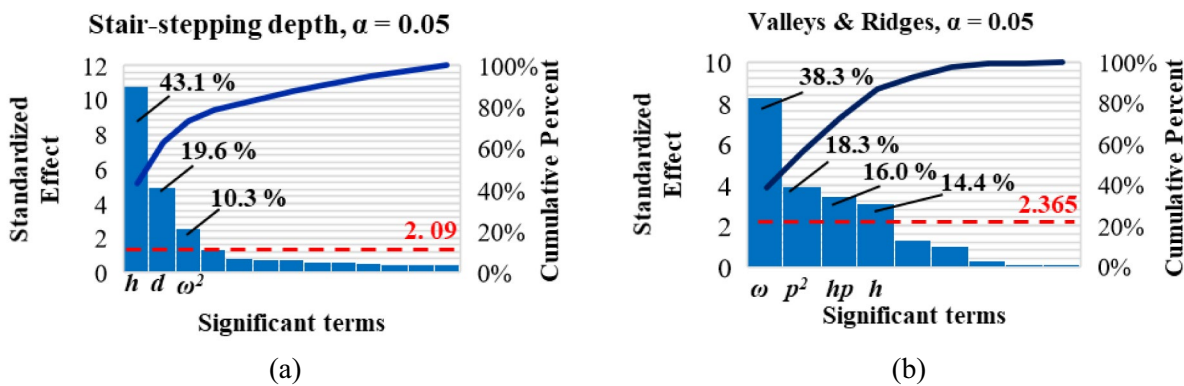 Stair-stepping depth, α = 0.05
Standardized
Effect
12
10
8
6
4
2
0
43.1 %
19.6 %
10.3 %
2. 09
100%
80%
60%
40%
20%
0%
Cumulative Percent
h d ω²
Significant terms
(a)
Valleys & Ridges, α = 0.05
Standardized
Effect
10
8
6
4
2
0
38.3 %
18.3 %
16.0 %
14.4 %
2.365
100%
80%
60%
40%
20%
0%
Cumulative Percent
ω p² hp h
Significant terms
(b)